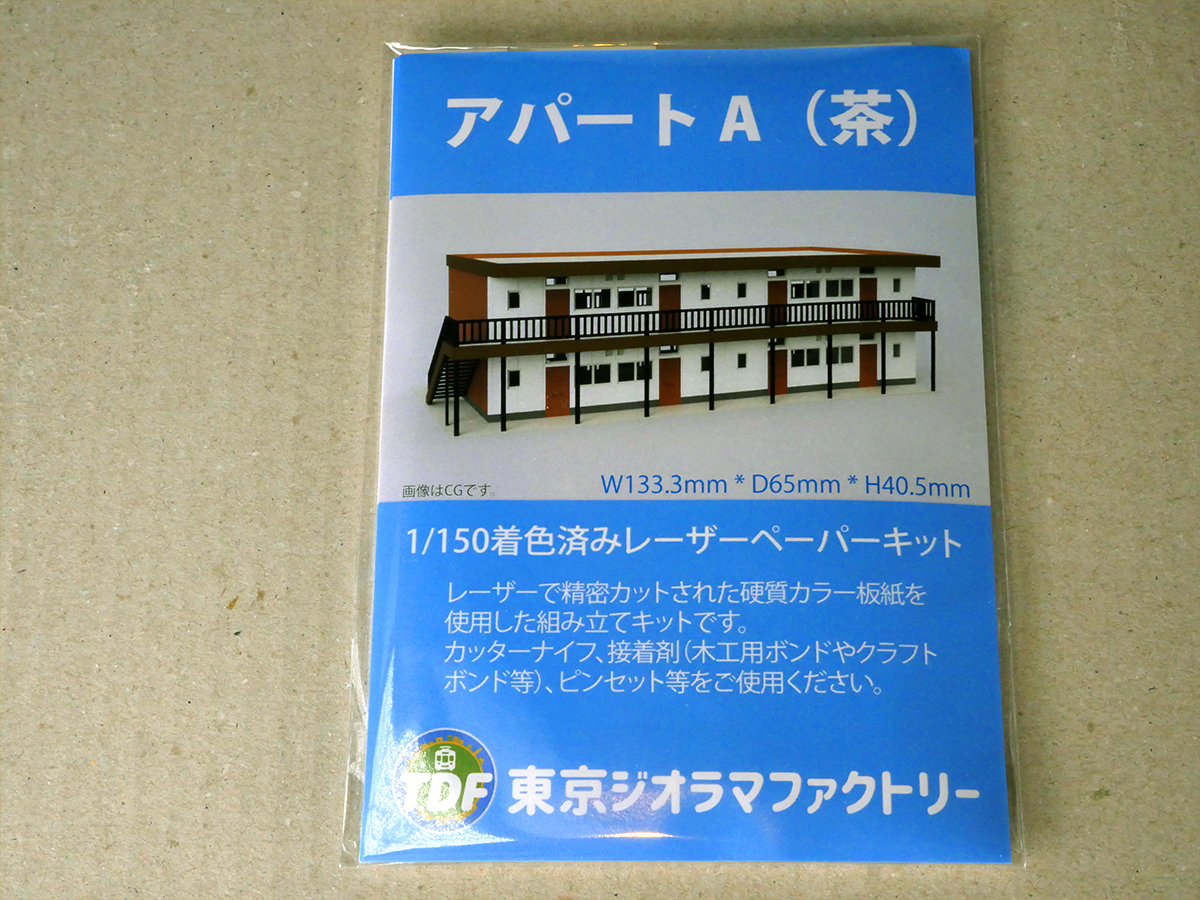 アパートA（茶）
画像はCGです。
W133.3mm * D65mm * H40.5mm
1/150着色済みレーザーペーパーキット
レーザーで精密カットされた硬質カラー板紙を
使用した組み立てキットです。
カッターナイフ、接着剤（木工用ボンドやクラフト
ボンド等）、ピンセット等をご使用ください。
TDF 東京ジオラマファクトリー